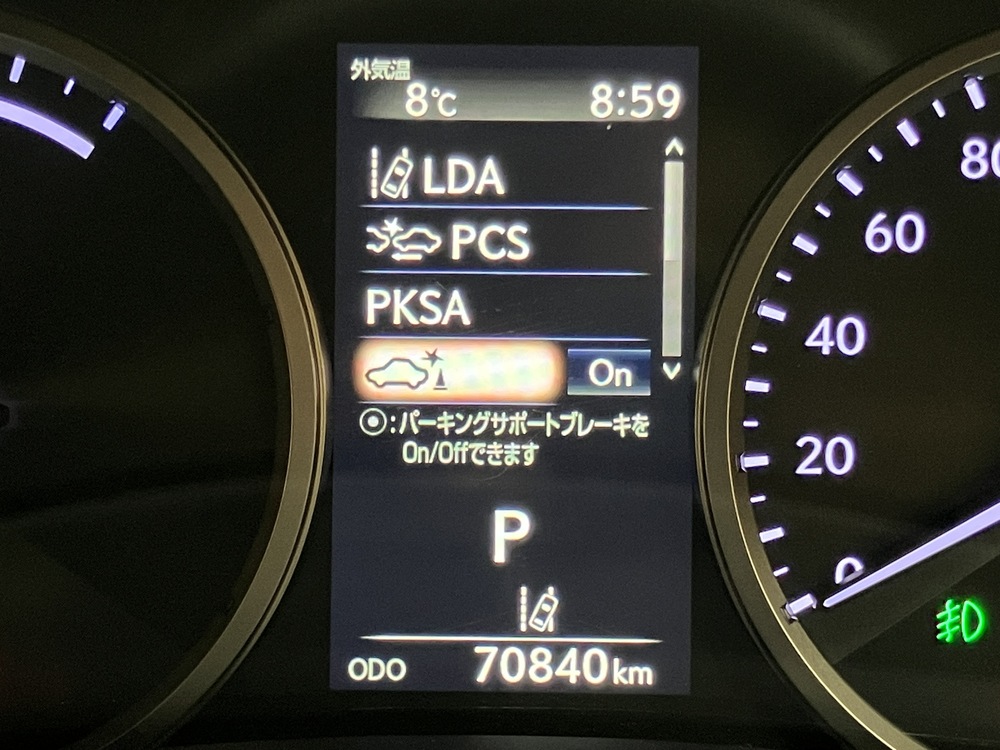 外気温
8℃ 8:59
LDA
PCS
PKSA
On
:パーキングサポートブレーキを
On/Offできます
P
ODO 70840km
80
60
40
20
0